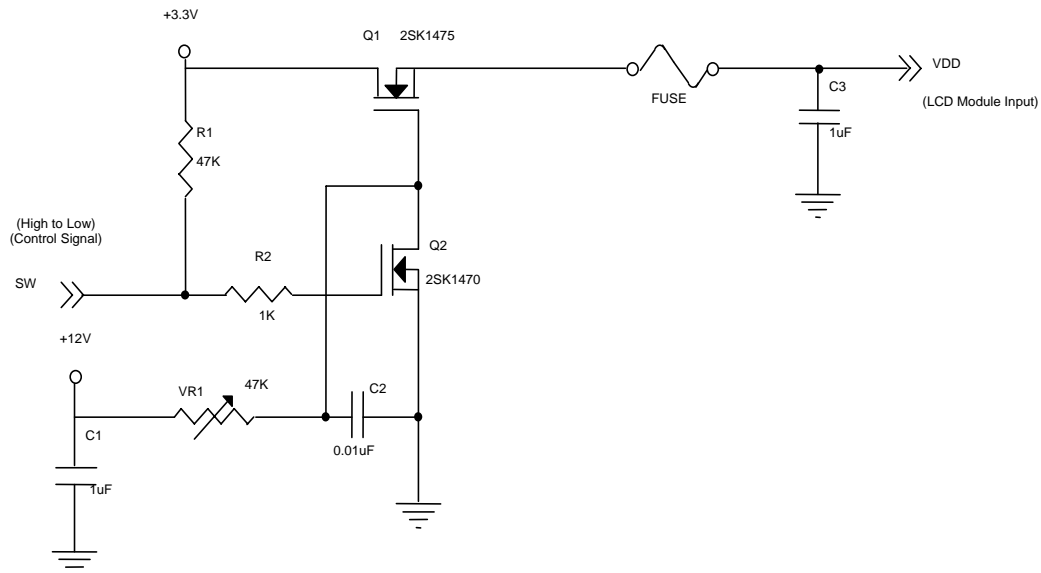 +3.3V
Q1 2SK1475
VDD
FUSE
C3
(LCD Module Input)
1uF
R1
47K
(High to Low)
(Control Signal)
Q2
R2
SW
2SK1470
1K
+12V
VR1
47K
C2
C1
0.01uF
1uF